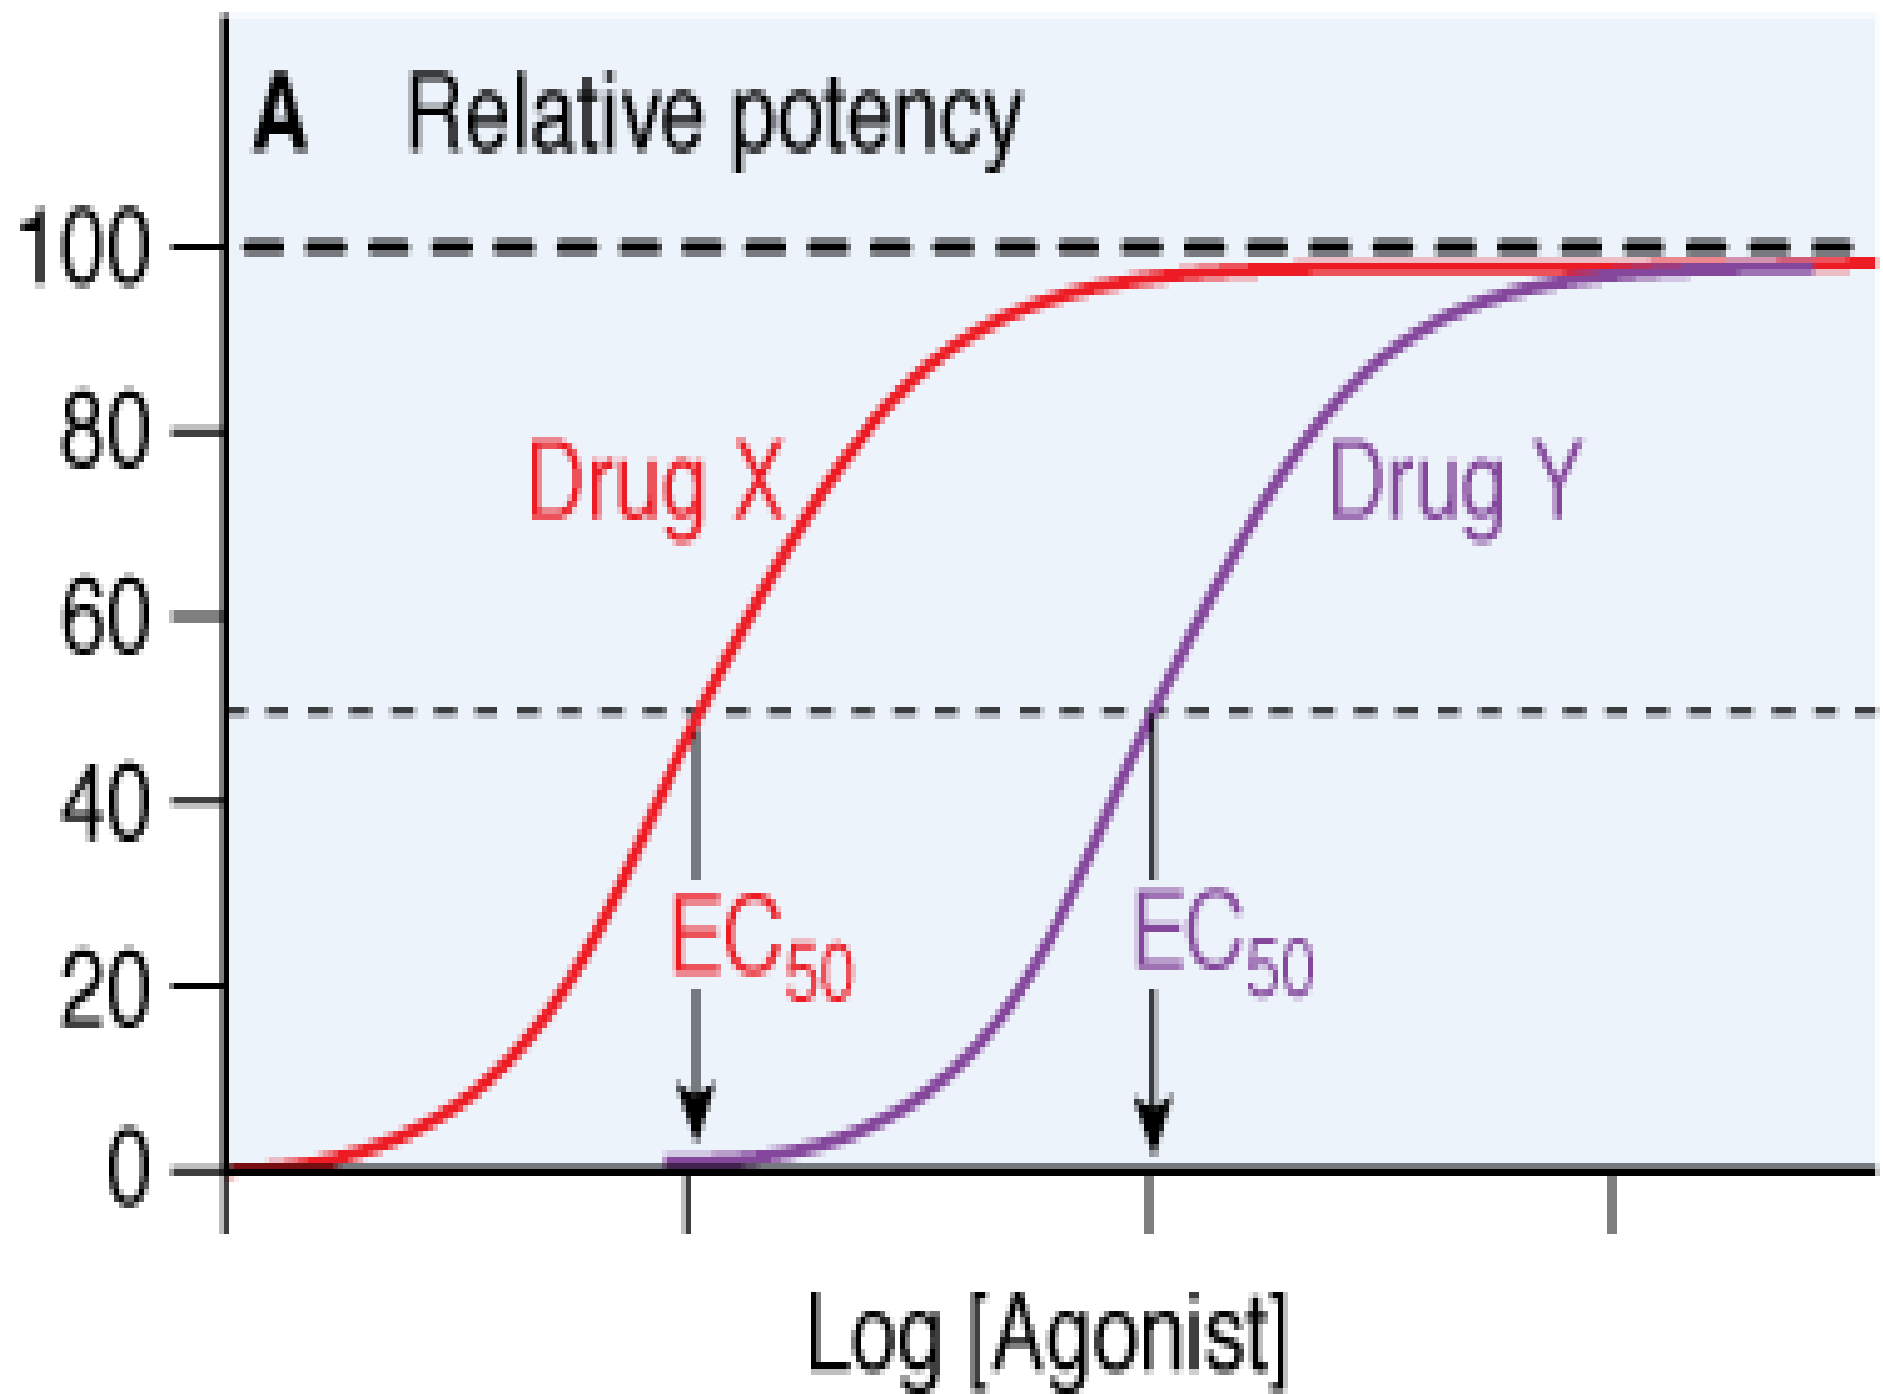 A Relative potency
100
80
Drug X
Drug Y
60
40
EC50
EC50
20
0
Log [Agonist]